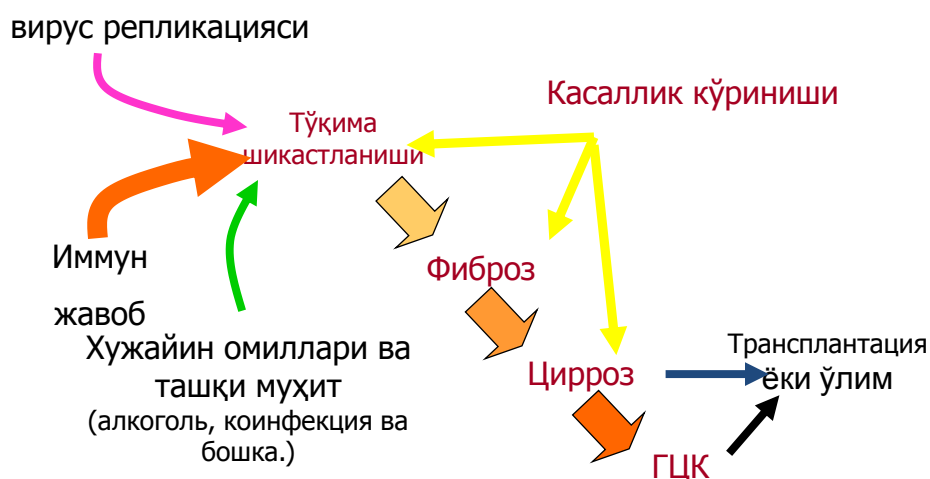 вирус репликацияси
Касаллик кўриниши
Тўқима
шикастланиши
Иммун
жавоб
Фиброз
Хужайин омиллари ва
ташқи муҳит
(алкоголь, коинфекция ва
бошка.)
Цирроз
Трансплантация
ёки ўлим
ГЦК